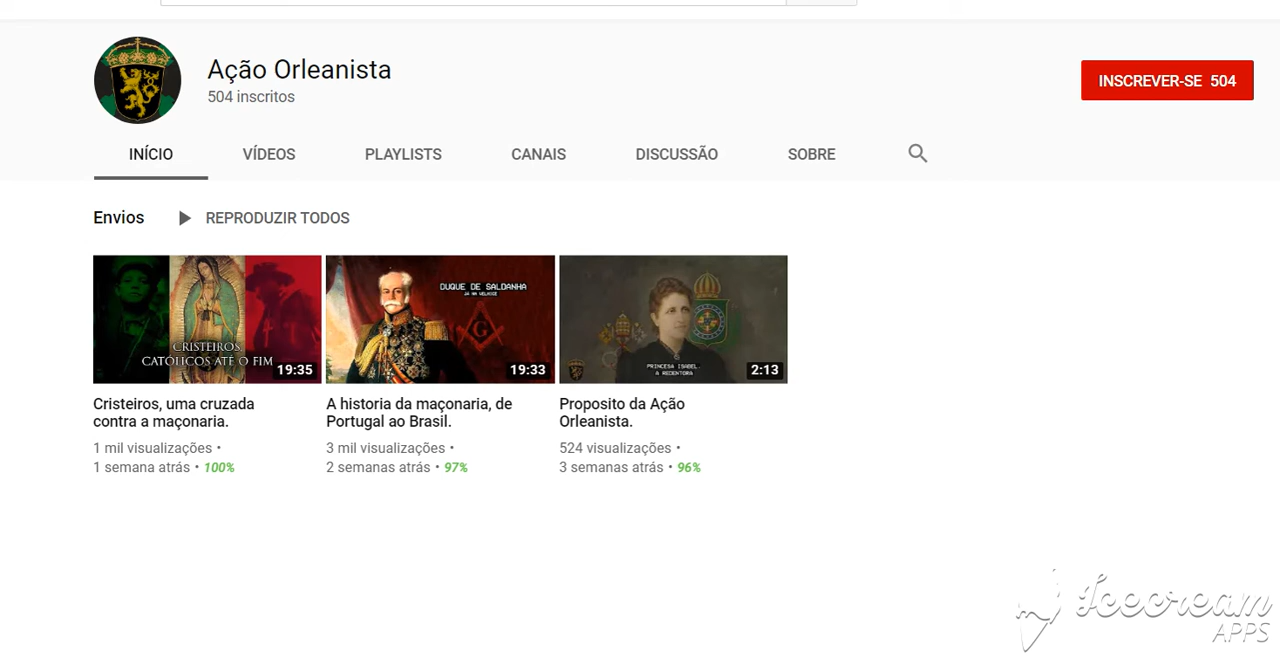 Ação Orleanista
504 inscritos
INSCREVER-SE 504
INÍCIO VÍDEOS PLAYLISTS CANAIS DISCUSSÃO SOBRE
Envios REPRODUZIR TODOS
CRISTEIROS,
CATÓLICOS ATÉ O FIM
19:35
DUQUE DE SALDANHA
JÁ NA VELHICE
G
19:33
PRINCESA ISABEL,
A REDENTORA
2:13
Cristeiros, uma cruzada
contra a maçonaria.
1 mil visualizações •
1 semana atrás • 100%
A historia da maçonaria, de
Portugal ao Brasil.
3 mil visualizações •
2 semanas atrás • 97%
Proposito da Ação
Orleanista.
524 visualizações •
3 semanas atrás • 96%
Icecream
APPS